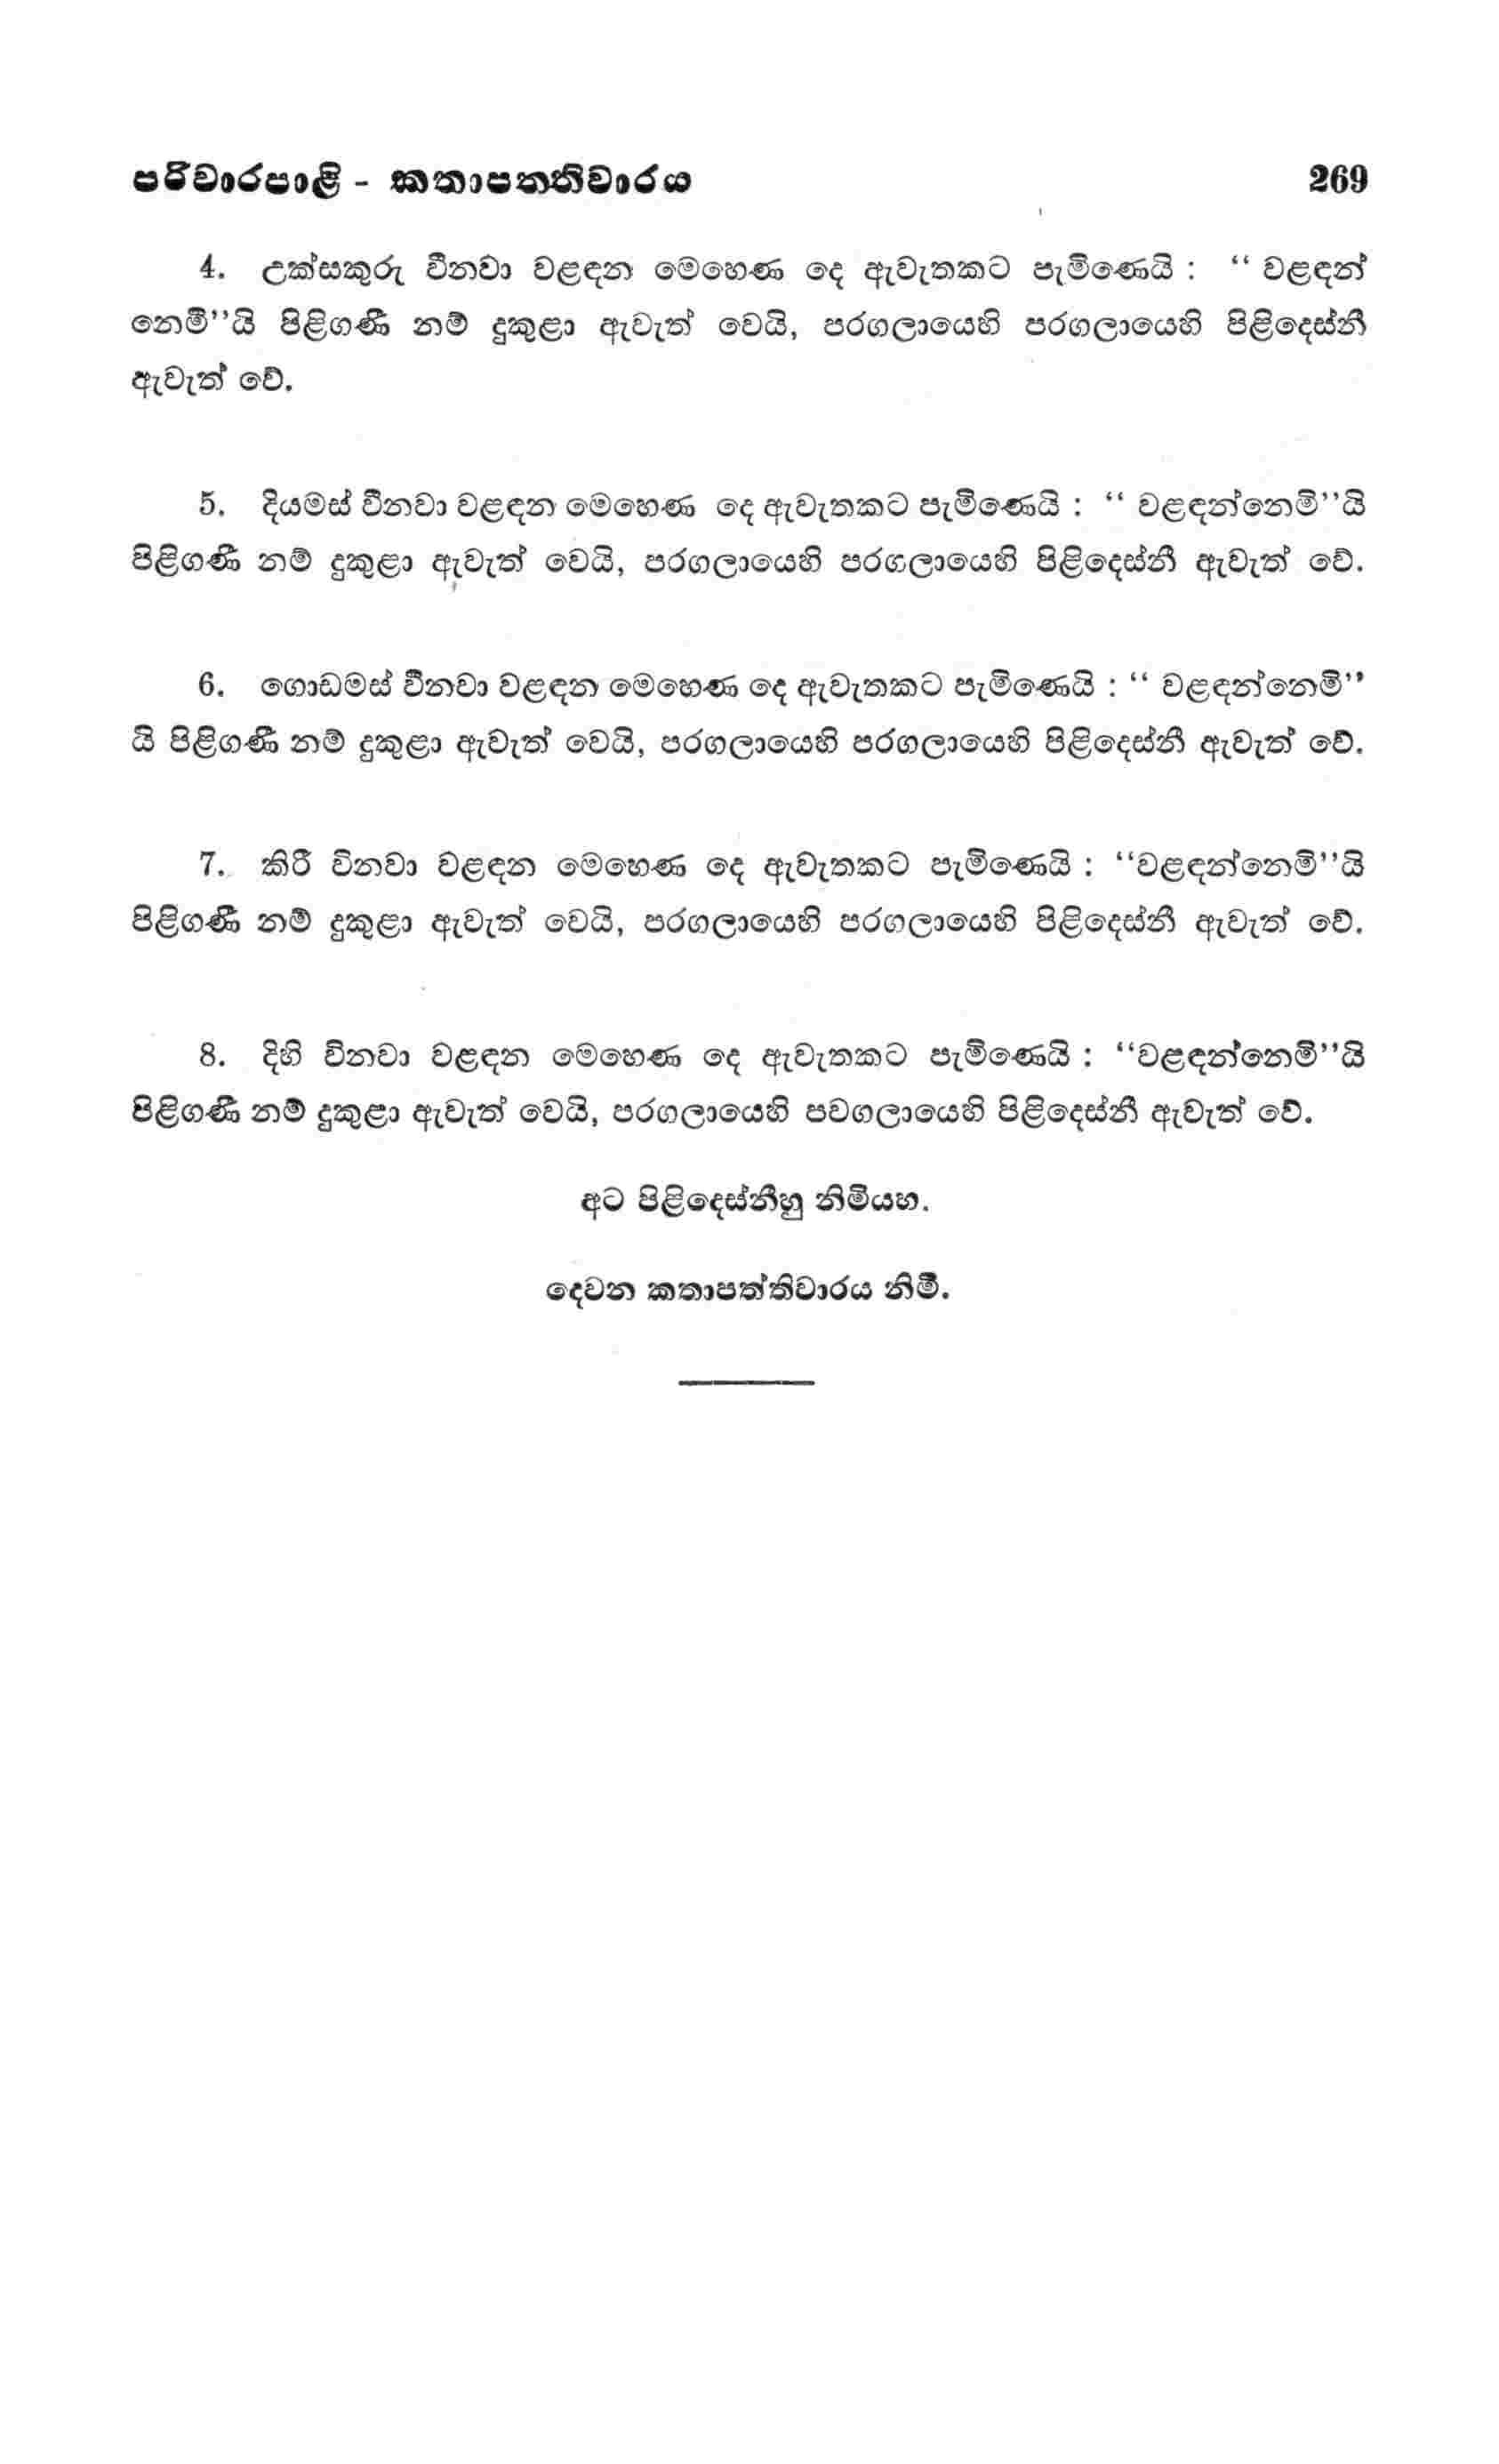 පරිවාරපාළි - කතාපතතිවාරය 269
4. උක්සකුරු වීනවා වළඳන මෙහෙණ දෙ ඇවැතකට පැමිණෙයි : “ වළඳන්
නෙමි”යි පිළිගණී නම් දුකුළා ඇවැත් වෙයි, පරගලායෙහි පරගලායෙහි පිළිදෙස්නී
ඇවැත් වේ.
5. දියමස් වීනවා වළඳන මෙහෙණ දෙ ඇවැතකට පැමිණෙයි : “ වළඳන්නෙමි”යි
පිළිගණී නම් දුකුළා ඇවැත් වෙයි, පරගලායෙහි පරගලායෙහි පිළිදෙස්නී ඇවැත් වේ.
6. ගොඩමස් වීනවා වළඳන මෙහෙණ දෙ ඇවැතකට පැමිණෙයි : “ වළඳන්නෙමි”
යි පිළිගණී නම් දුකුළා ඇවැත් වෙයි, පරගලායෙහි පරගලායෙහි පිළිදෙස්නී ඇවැත් වේ.
7. කිරි විනවා වළඳන මෙහෙණ දෙ ඇවැතකට පැමිණෙයි : “වළඳන්නෙමි”යි
පිළිගණී නම් දුකුළා ඇවැත් වෙයි, පරගලායෙහි පරගලායෙහි පිළිදෙස්නී ඇවැත් වේ.
8. දිහි විනවා වළඳන මෙහෙණ දෙ ඇවැතකට පැමිණෙයි : “වළඳන්නෙමි”යි
පිළිගණී නම් දුකුළා ඇවැත් වෙයි, පරගලායෙහි පවගලායෙහි පිළිදෙස්නී ඇවැත් වේ.
අට පිළිදෙස්නීහු නිමියහ.
දෙවන කතාපත්තිවාරය නිමි.